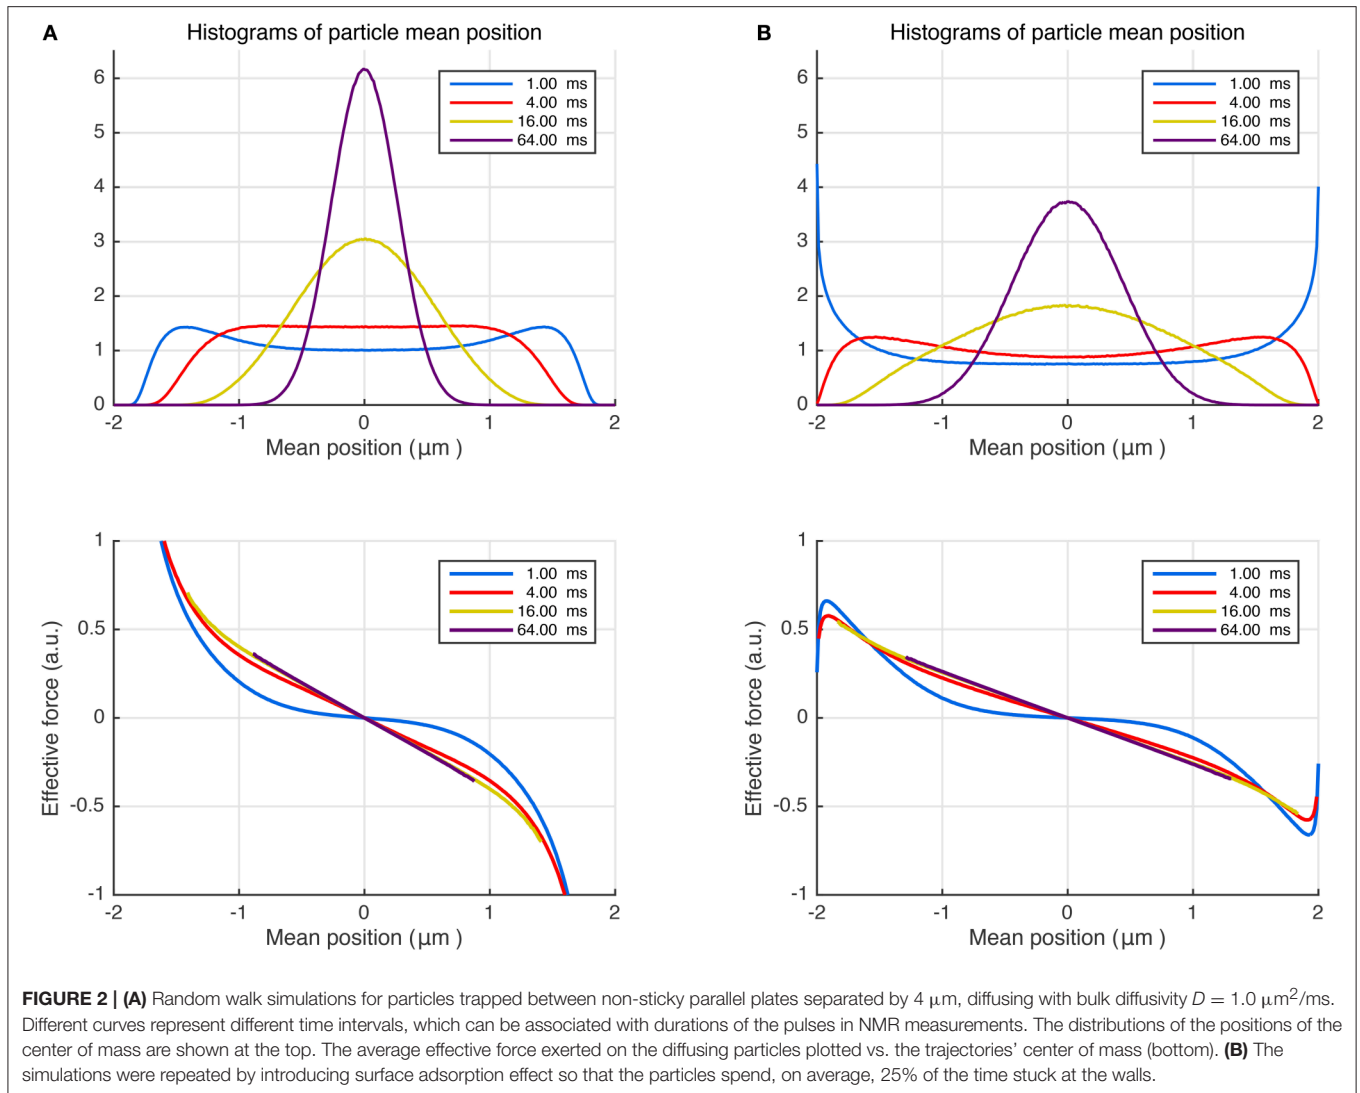 A
Histograms of particle mean position
6
5
4
3
2
1
0
-2
-1
0
1
2
Mean position (µm )
1.00 ms
4.00 ms
16.00 ms
64.00 ms
B
Histograms of particle mean position
6
5
4
3
2
1
0
-2
-1
0
1
2
Mean position (µm )
1.00 ms
4.00 ms
16.00 ms
64.00 ms
Effective force (a.u.)
1
0.5
0
-0.5
-1
-2
-1
0
1
2
Mean position (µm )
1.00 ms
4.00 ms
16.00 ms
64.00 ms
Effective force (a.u.)
1
0.5
0
-0.5
-1
-2
-1
0
1
2
Mean position (µm )
1.00 ms
4.00 ms
16.00 ms
64.00 ms
FIGURE 2 | (A) Random walk simulations for particles trapped between non-sticky parallel plates separated by 4 µm, diffusing with bulk diffusivity D = 1.0 µm²/ms.
Different curves represent different time intervals, which can be associated with durations of the pulses in NMR measurements. The distributions of the positions of the
center of mass are shown at the top. The average effective force exerted on the diffusing particles plotted vs. the trajectories' center of mass (bottom). (B) The
simulations were repeated by introducing surface adsorption effect so that the particles spend, on average, 25% of the time stuck at the walls.